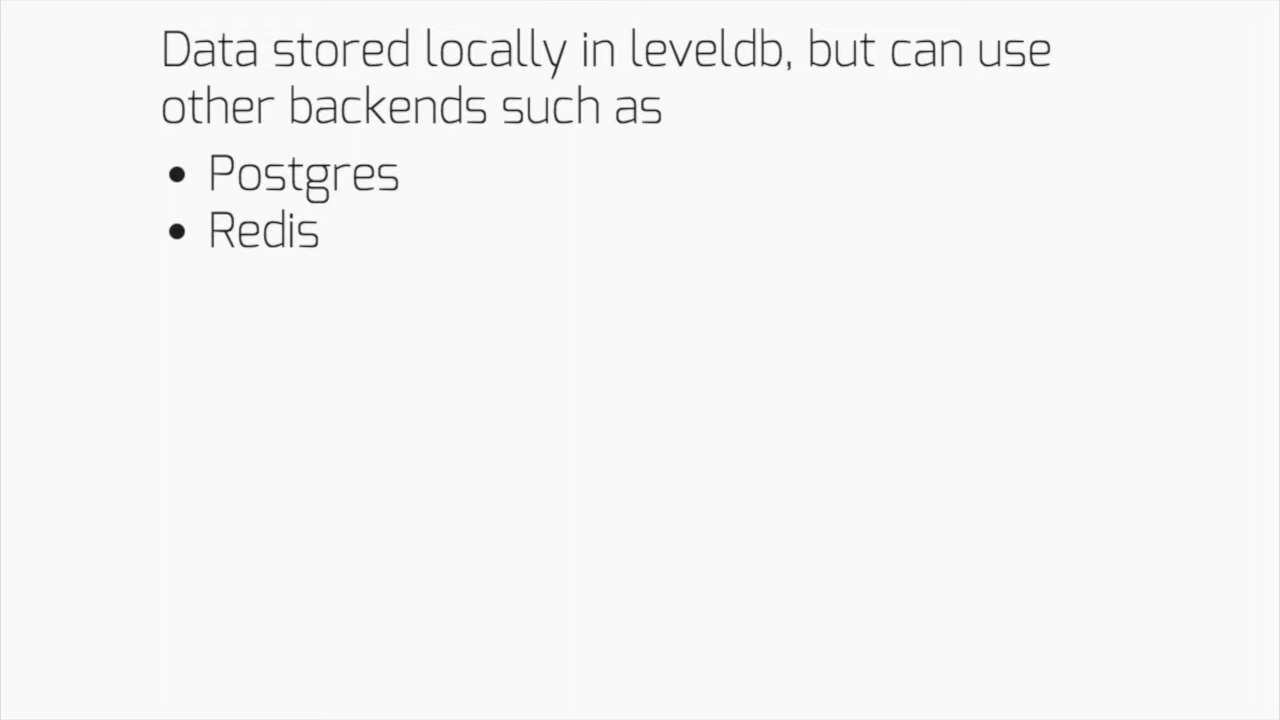 Data stored locally in leveldb, but can use
other backends such as
• Postgres
• Redis